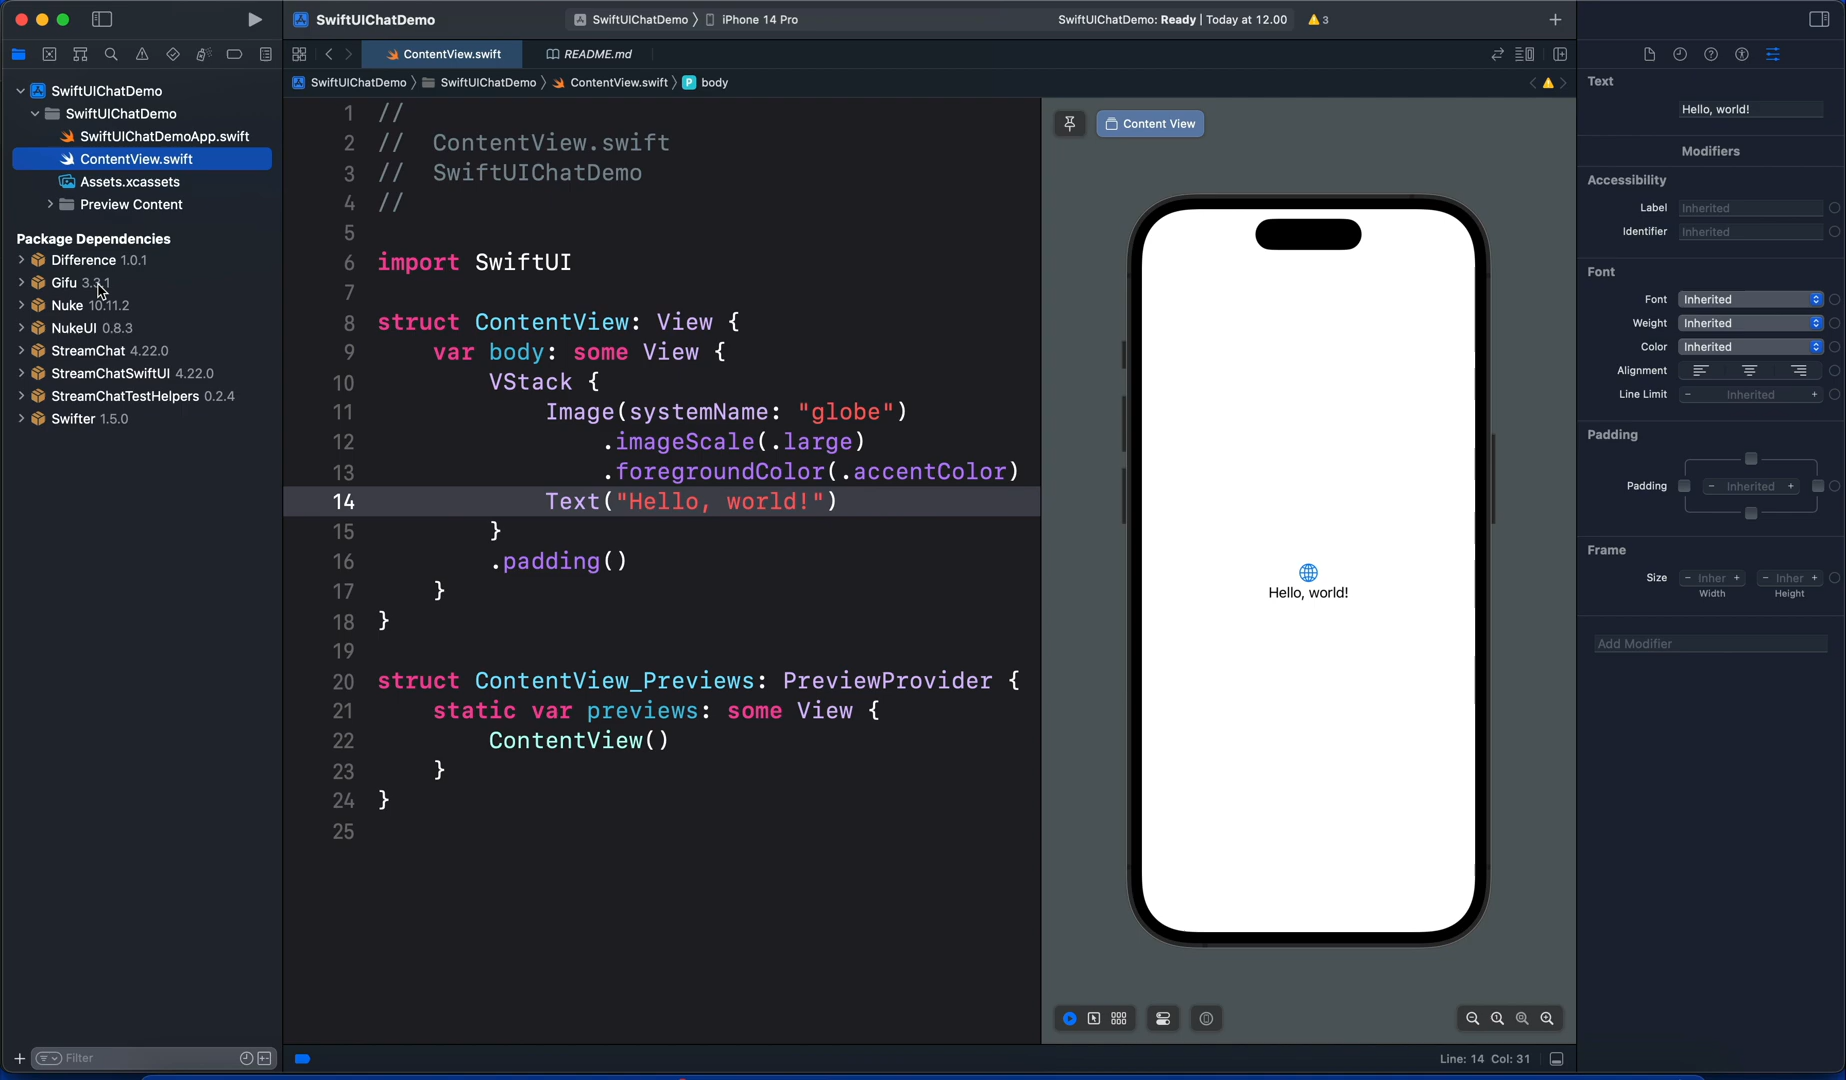 SwiftUIChatDemo
SwiftUIChatDemo
iPhone 14 Pro
SwiftUIChatDemo: Ready | Today at 12.00
3
ContentView.swift
README.md
SwiftUIChatDemo
SwiftUIChatDemo
ContentView.swift
P body
SwiftUIChatDemo
SwiftUIChatDemo
SwiftUIChatDemoApp.swift
ContentView.swift
Assets.xcassets
Preview Content
Package Dependencies
Difference 1.0.1
Gifu 3.3.1
Nuke 10.11.2
NukeUI 0.8.3
StreamChat 4.22.0
StreamChatSwiftUI 4.22.0
StreamChatTestHelpers 0.2.4
Swifter 1.5.0
Filter
1 //
2 //  ContentView.swift
3 //  SwiftUIChatDemo
4 //
5
6 import SwiftUI
7
8 struct ContentView: View {
9     var body: some View {
10         VStack {
11             Image(systemName: "globe")
12                 .imageScale(.large)
13                 .foregroundColor(.accentColor)
14             Text("Hello, world!")
15         }
16         .padding()
17     }
18 }
19
20 struct ContentView_Previews: PreviewProvider {
21     static var previews: some View {
22         ContentView()
23     }
24 }
25
Content View
Hello, world!
Line: 14 Col: 31
Text
Hello, world!
Modifiers
Accessibility
Label Inherited
Identifier Inherited
Font
Font Inherited
Weight Inherited
Color Inherited
Alignment
Line Limit − Inherited +
Padding
Padding − Inherited +
Frame
Size − Inher + − Inher +
Width Height
Add Modifier